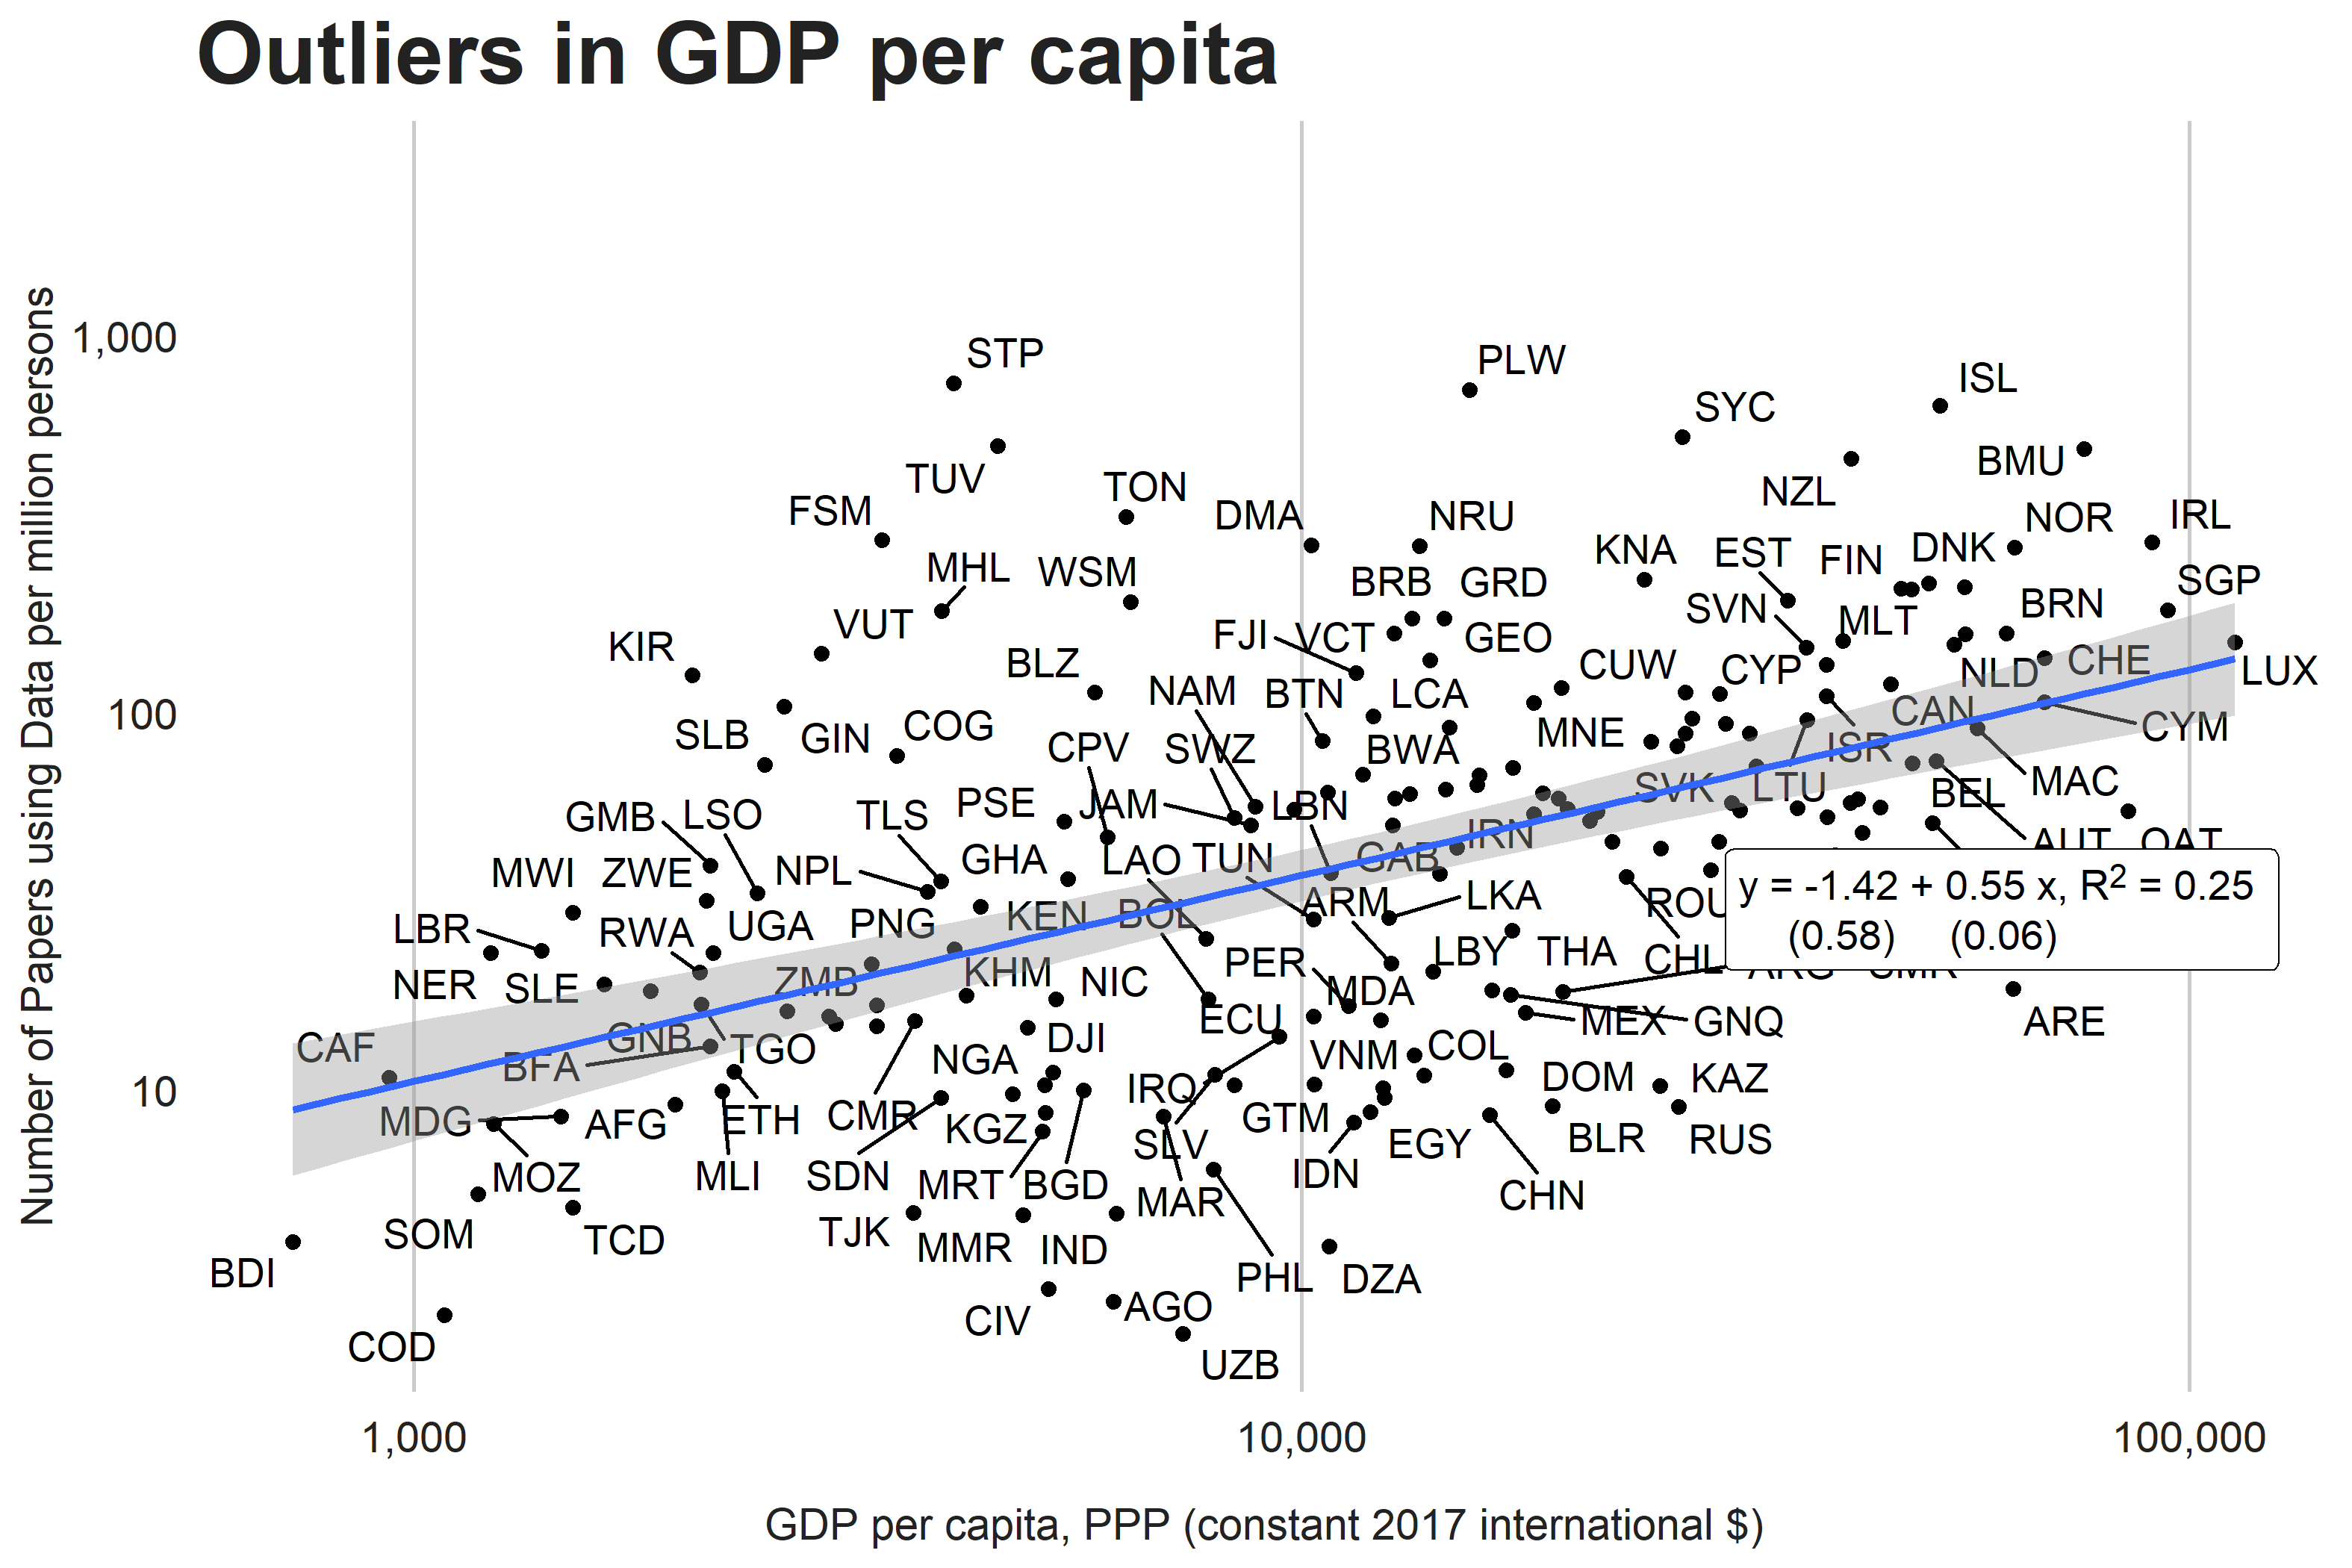 Outliers in GDP per capita
Number of Papers using Data per million persons
1,000
100
10
STP
PLW
ISL
SYC
TUV
BMU
TON
NZL
FSM
DMA
NRU
NOR
IRL
MHL
WSM
KNA
EST
FIN
DNK
BRB
GRD
SGP
VUT
SVN
MLT
BRN
KIR
FJI
VCT
GEO
BLZ
CUW
CYP
NLD
CHE
LUX
NAM
BTN
LCA
SLB
GIN
COG
CPV
SWZ
BWA
MNE
CAN
CYM
ISR
GMB
LSO
TLS
PSE
JAM
LBN
SVK
LTU
MAC
BEL
IRN
AUT
QAT
MWI
ZWE
NPL
GHA
LAO
TUN
GAB
LBR
RWA
UGA
PNG
KEN
BOL
ARM
LKA
ROU
y = -1.42 + 0.55 x, R2 = 0.25
(0.58) (0.06)
NER
SLE
ZMB
KHM
NIC
PER
MDA
LBY
THA
CHL
ARG
SMR
CAF
GNB
BFA
TGO
NGA
DJI
ECU
VNM
COL
MEX
GNQ
ARE
MDG
AFG
ETH
CMR
KGZ
IRQ
SLV
GTM
DOM
KAZ
MOZ
MLI
SDN
MRT
BGD
MAR
IDN
EGY
CHN
BLR
RUS
SOM
TCD
TJK
MMR
IND
BDI
PHL
DZA
CIV
AGO
COD
UZB
1,000
10,000
100,000
GDP per capita, PPP (constant 2017 international $)